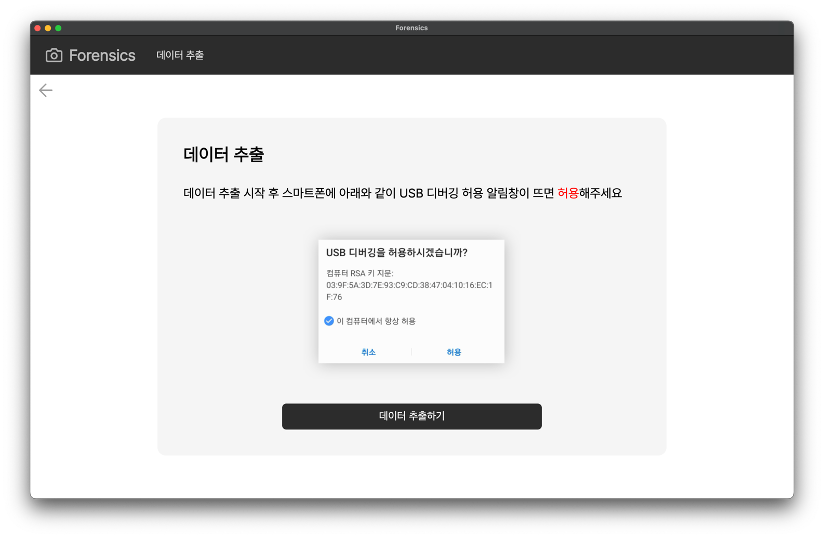 Forensics
Forensics 데이터 추출
데이터 추출
데이터 추출 시작 후 스마트폰에 아래와 같이 USB 디버깅 허용 알림창이 뜨면 허용해주세요
USB 디버깅을 허용하시겠습니까?
컴퓨터 RSA 키 지문:
03:9F:5A:3D:7E:93:C9:CD:38:47:04:10:16:EC:1
F:76
이 컴퓨터에서 항상 허용
취소 허용
데이터 추출하기